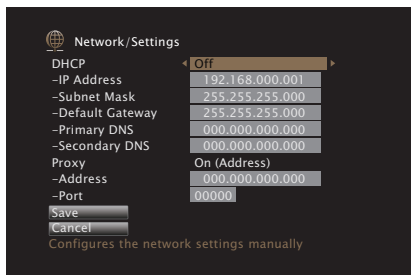 Network/Settings
DHCP Off
–IP Address 192.168.000.001
–Subnet Mask 255.255.255.000
–Default Gateway 255.255.255.000
–Primary DNS 000.000.000.000
–Secondary DNS 000.000.000.000
Proxy On (Address)
–Address 000.000.000.000
–Port 00000
Save
Cancel
Configures the network settings manually